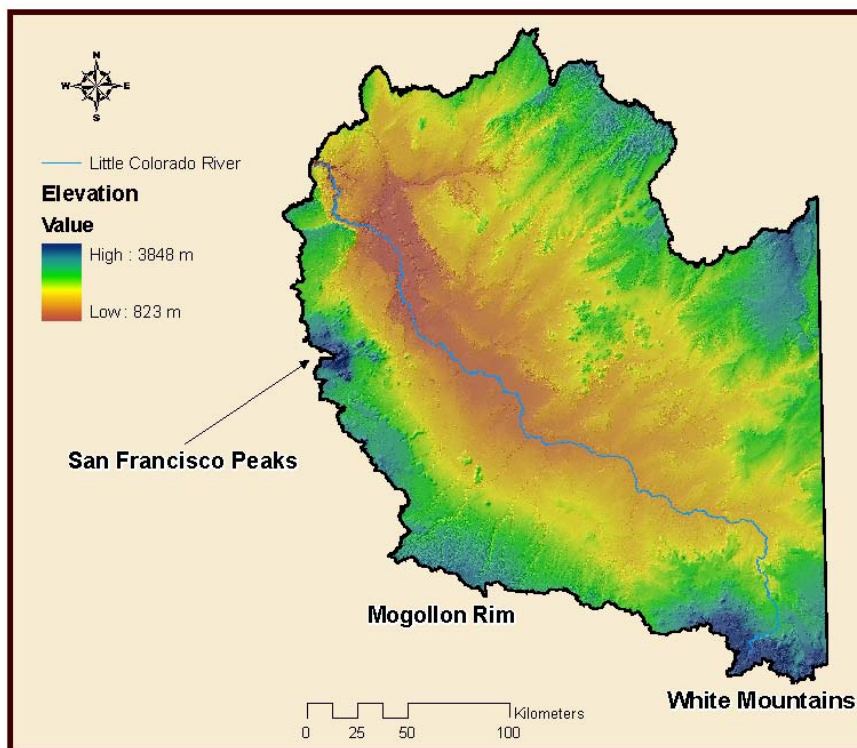 N
W E
S
Little Colorado River
Elevation
Value
High : 3848 m
Low : 823 m
San Francisco Peaks
Mogollon Rim
White Mountains
Kilometers
0 25 50 100